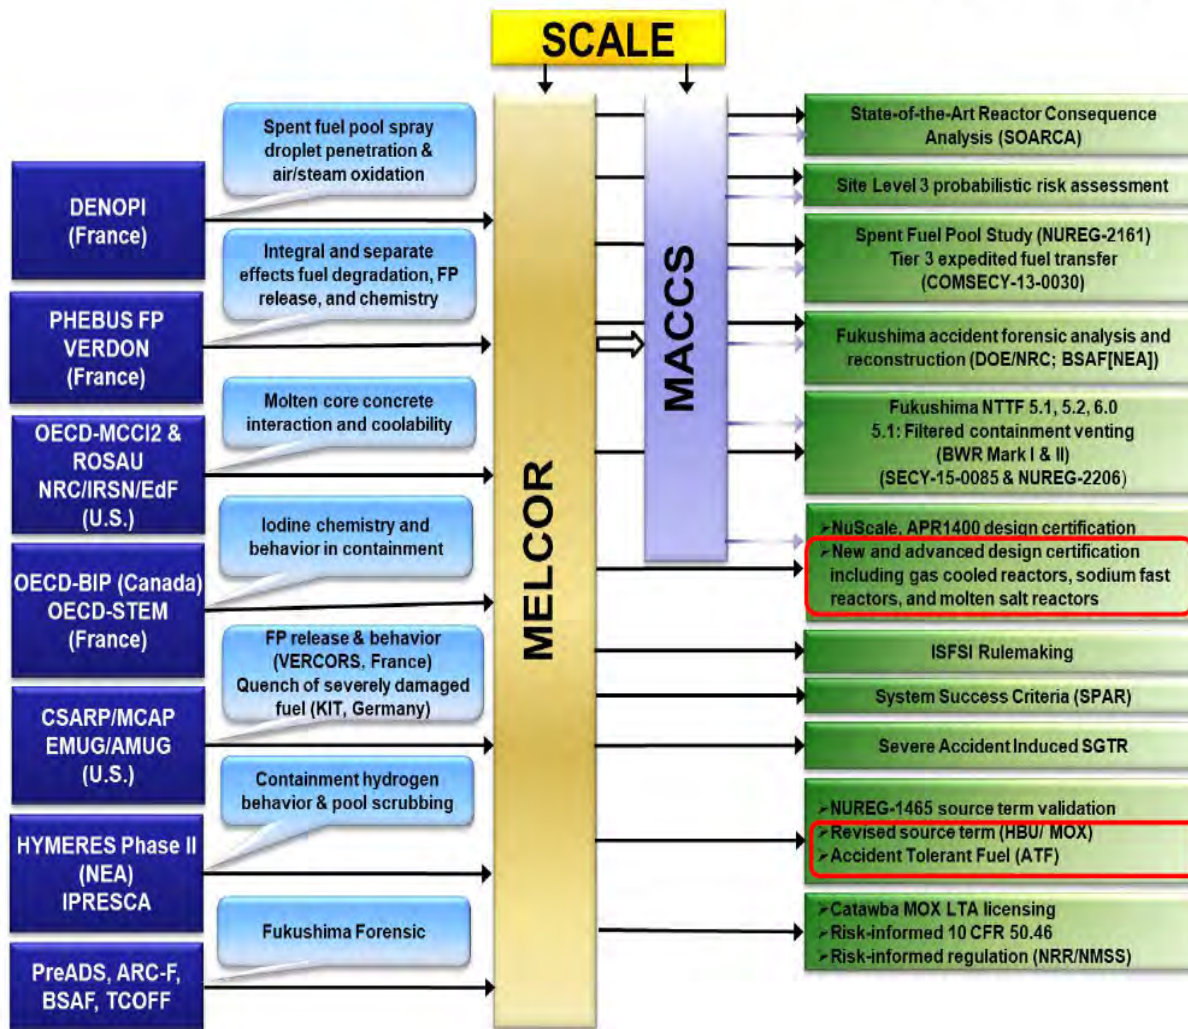 SCALE
MELCOR
MACCS
DENOPI
(France)
Spent fuel pool spray
droplet penetration &
air/steam oxidation
PHEBUS FP
VERDON
(France)
Integral and separate
effects fuel degradation, FP
release, and chemistry
OECD-MCCI2 &
ROSAU
NRC/IRSN/EdF
(U.S.)
Molten core concrete
interaction and coolability
OECD-BIP (Canada)
OECD-STEM
(France)
Iodine chemistry and
behavior in containment
CSARP/MCAP
EMUG/AMUG
(U.S.)
FP release & behavior
(VERCORS, France)
Quench of severely damaged
fuel (KIT, Germany)
HYMERES Phase II
(NEA)
IPRESCA
Containment hydrogen
behavior & pool scrubbing
PreADS, ARC-F,
BSAF, TCOFF
Fukushima Forensic
State-of-the-Art Reactor Consequence
Analysis (SOARCA)
Site Level 3 probabilistic risk assessment
Spent Fuel Pool Study (NUREG-2161)
Tier 3 expedited fuel transfer
(COMSECY-13-0030)
Fukushima accident forensic analysis and
reconstruction (DOE/NRC; BSAF[NEA])
Fukushima NTTF 5.1, 5.2, 6.0
5.1: Filtered containment venting
(BWR Mark I & II)
(SECY-15-0085 & NUREG-2206)
➢NuScale, APR1400 design certification
➢New and advanced design certification
including gas cooled reactors, sodium fast
reactors, and molten salt reactors
ISFSI Rulemaking
System Success Criteria (SPAR)
Severe Accident Induced SGTR
➢NUREG-1465 source term validation
➢Revised source term (HBU/ MOX)
➢Accident Tolerant Fuel (ATF)
➢Catawba MOX LTA licensing
➢Risk-informed 10 CFR 50.46
➢Risk-informed regulation (NRR/NMSS)